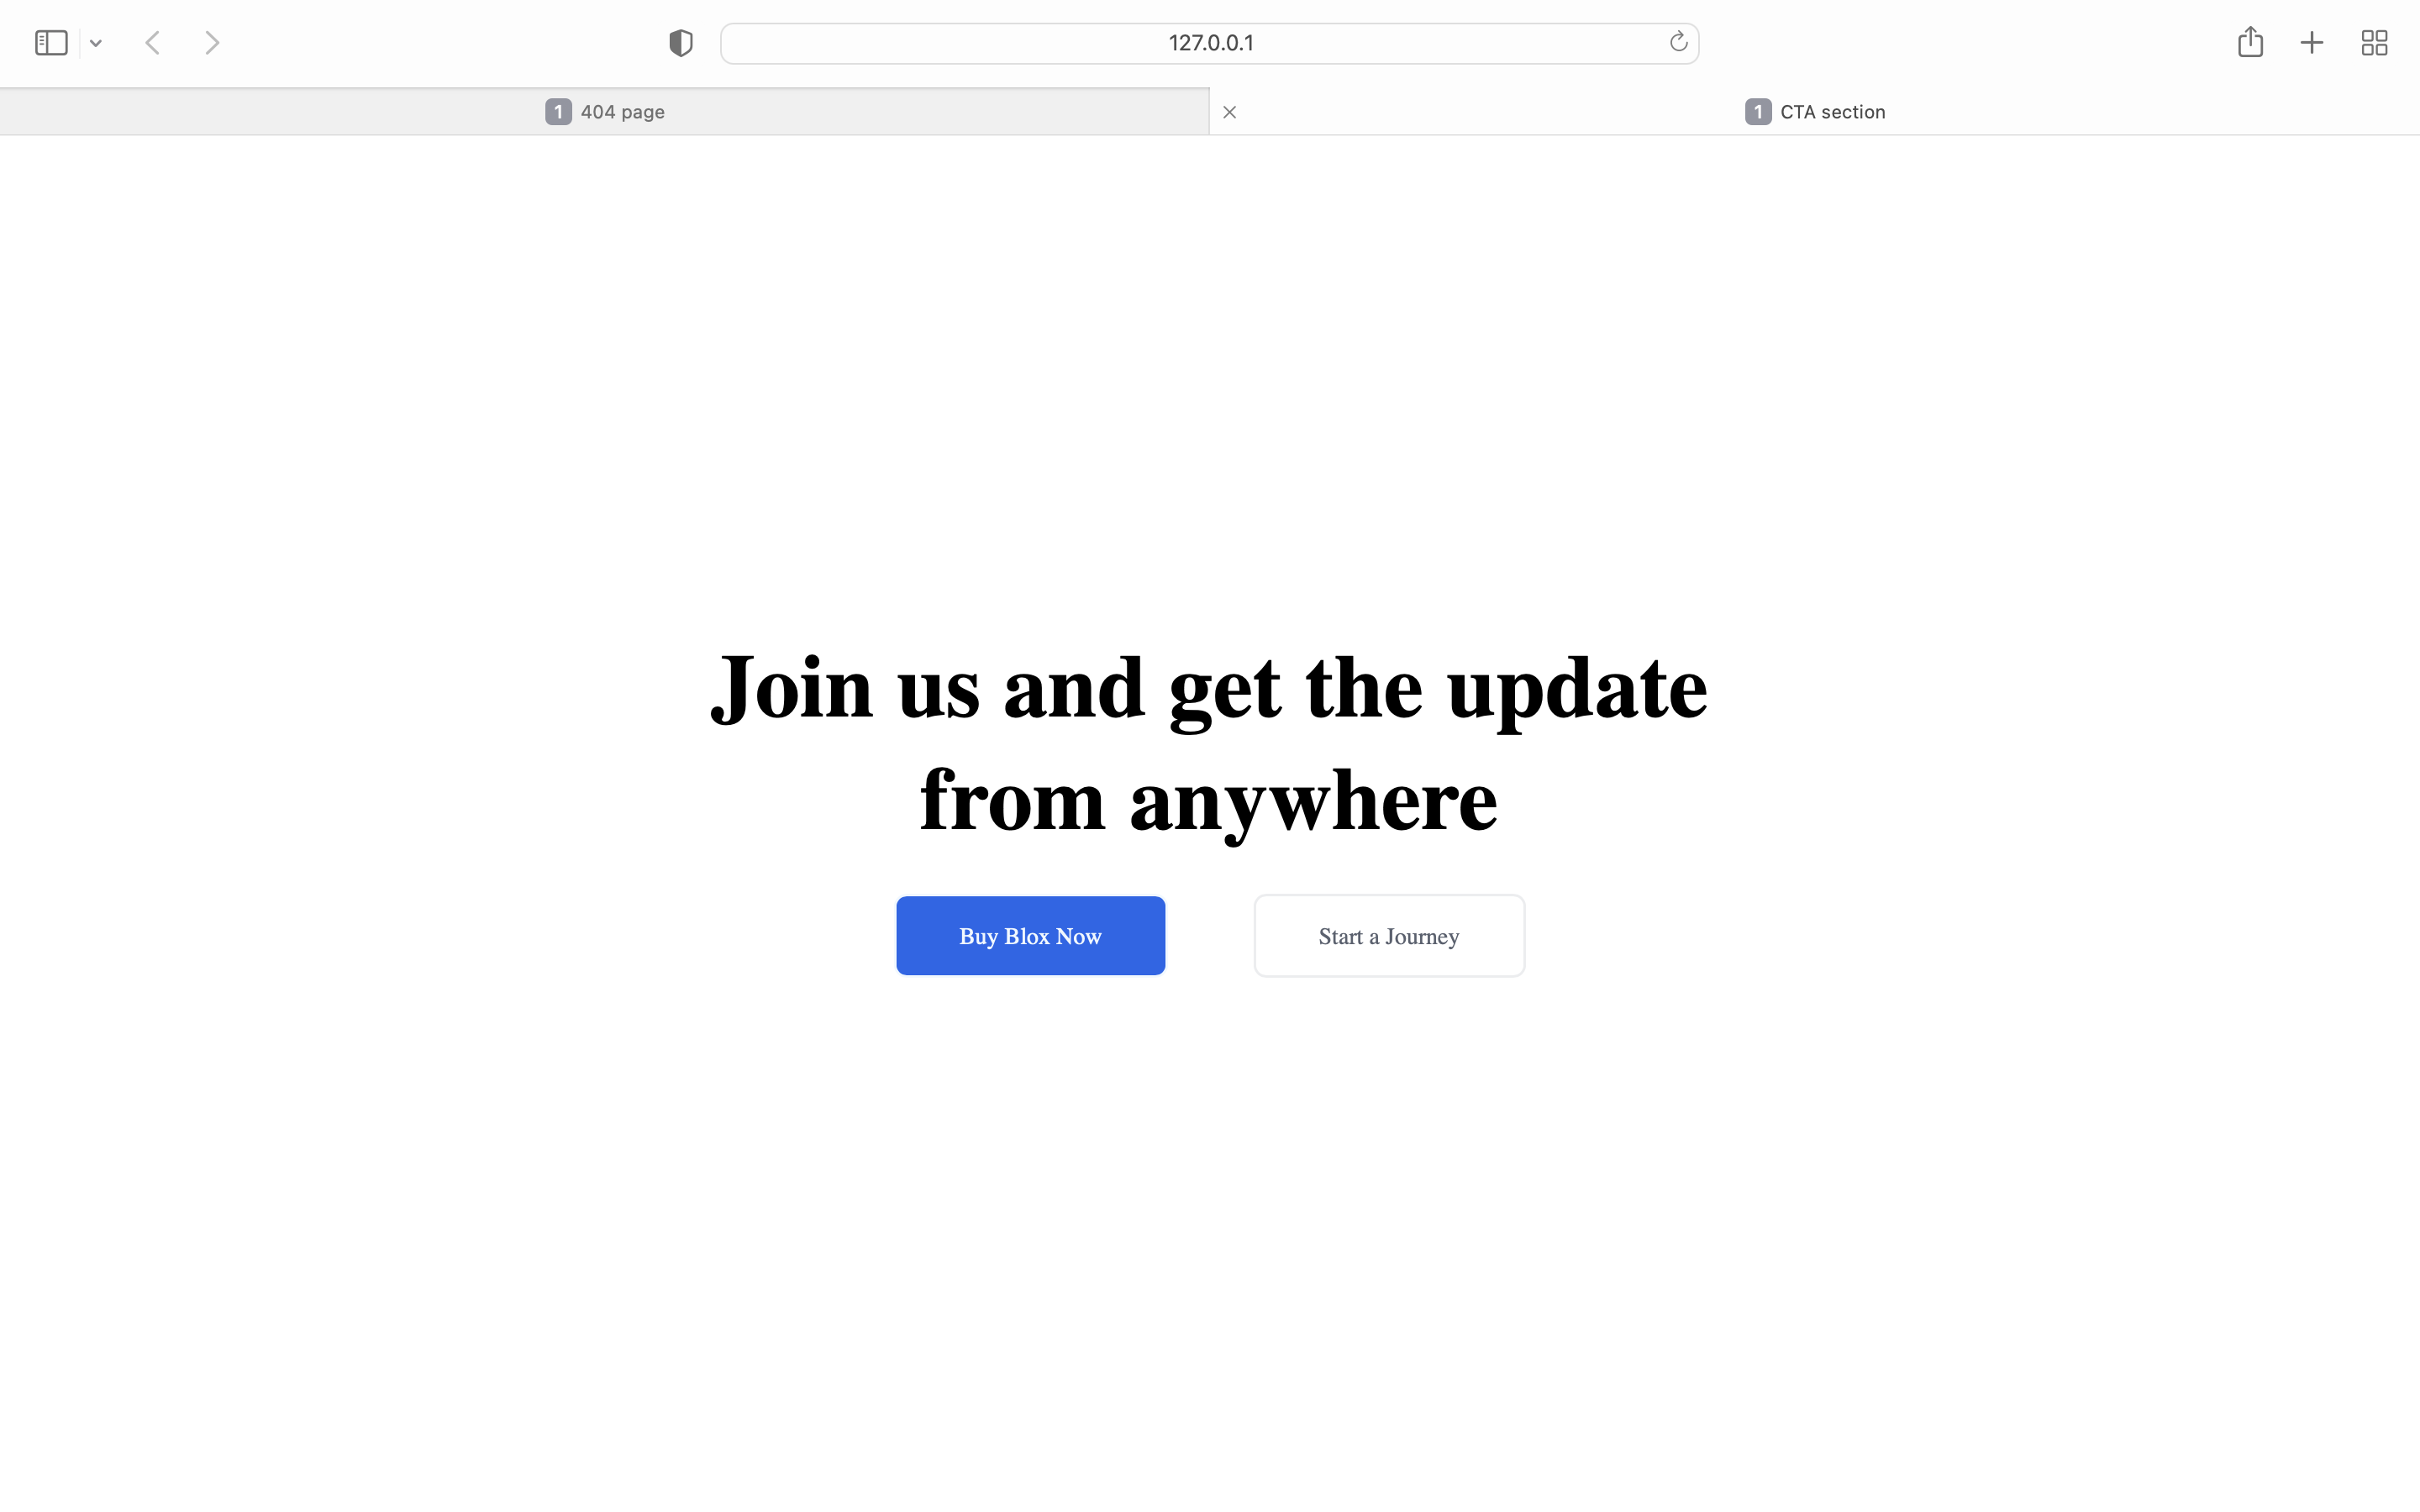 127.0.0.1
1 404 page
1 CTA section
Join us and get the update
from anywhere
Buy Blox Now
Start a Journey